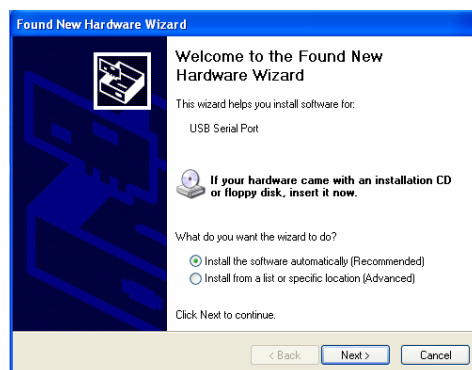 Found New Hardware Wizard
Welcome to the Found New
Hardware Wizard
This wizard helps you install software for:
USB Serial Port
If your hardware came with an installation CD
or floppy disk, insert it now.
What do you want the wizard to do?
Install the software automatically (Recommended)
Install from a list or specific location (Advanced)
Click Next to continue.
< Back
Next >
Cancel